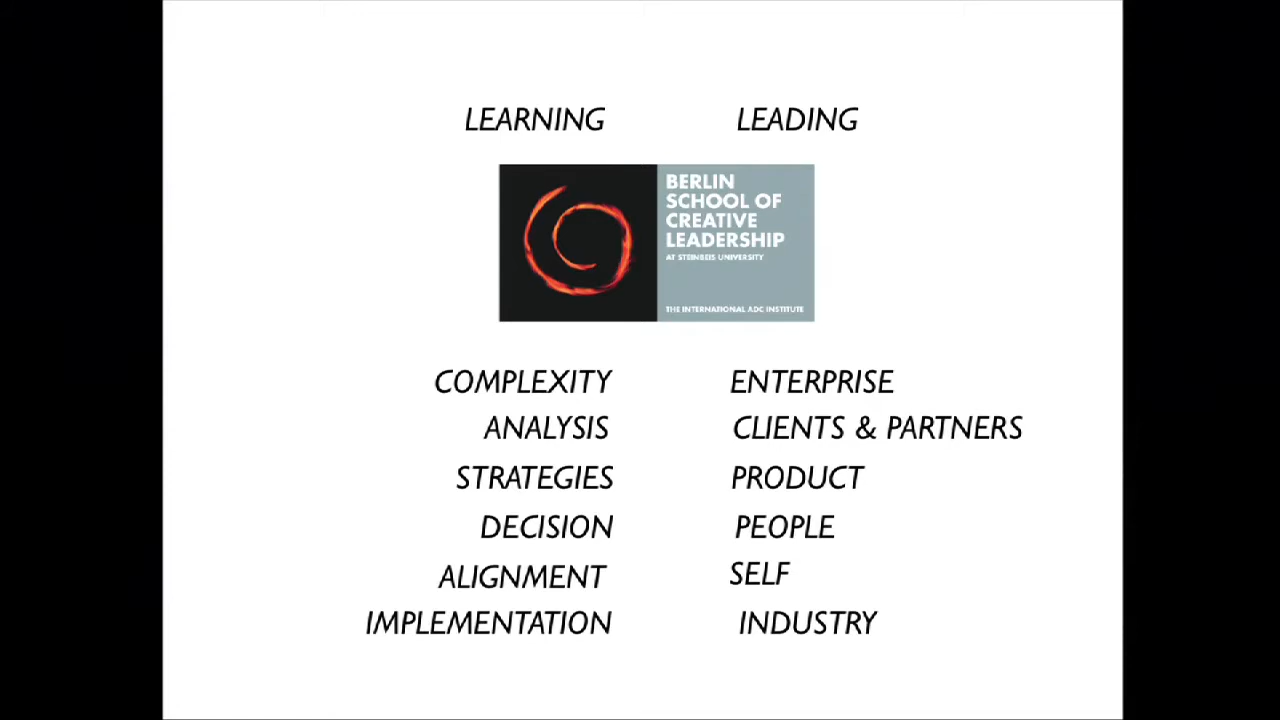 LEARNING LEADING
BERLIN
SCHOOL OF
CREATIVE
LEADERSHIP
AT STEINBEIS UNIVERSITY
THE INTERNATIONAL ADC INSTITUTE
COMPLEXITY ENTERPRISE
ANALYSIS CLIENTS & PARTNERS
STRATEGIES PRODUCT
DECISION PEOPLE
ALIGNMENT SELF
IMPLEMENTATION INDUSTRY